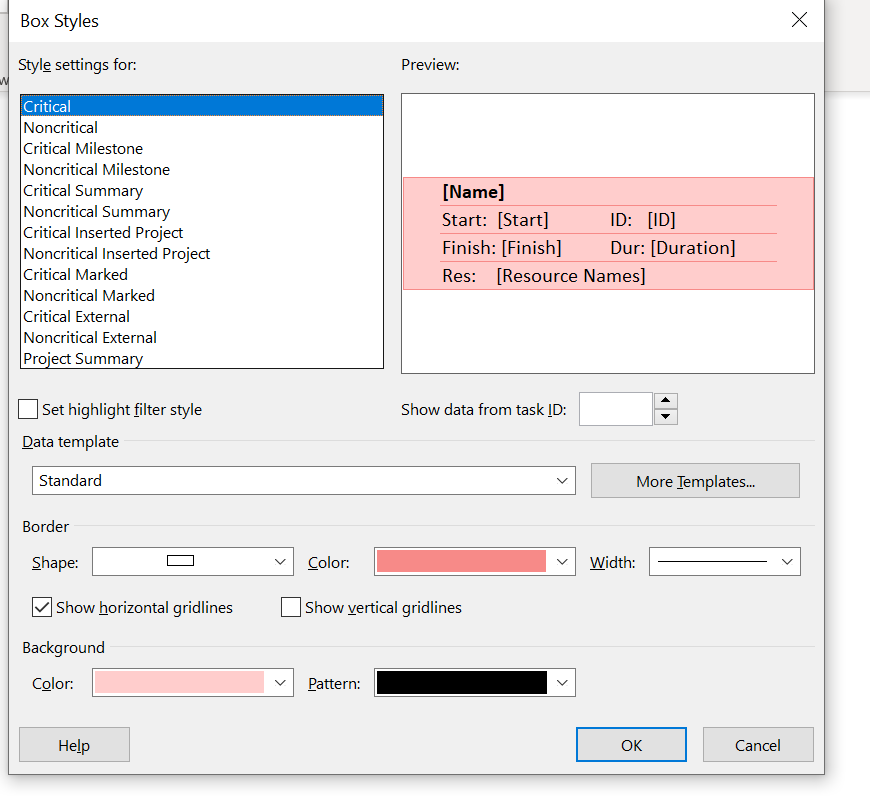 Box Styles
Style settings for:
Preview:
Critical
Noncritical
Critical Milestone
Noncritical Milestone
Critical Summary
Noncritical Summary
Critical Inserted Project
Noncritical Inserted Project
Critical Marked
Noncritical Marked
Critical External
Noncritical External
Project Summary
[Name]
Start: [Start] ID: [ID]
Finish: [Finish] Dur: [Duration]
Res: [Resource Names]
Set highlight filter style
Show data from task ID:
Data template
Standard
More Templates...
Border
Shape: Color: Width:
Show horizontal gridlines Show vertical gridlines
Background
Color: Pattern:
Help OK Cancel